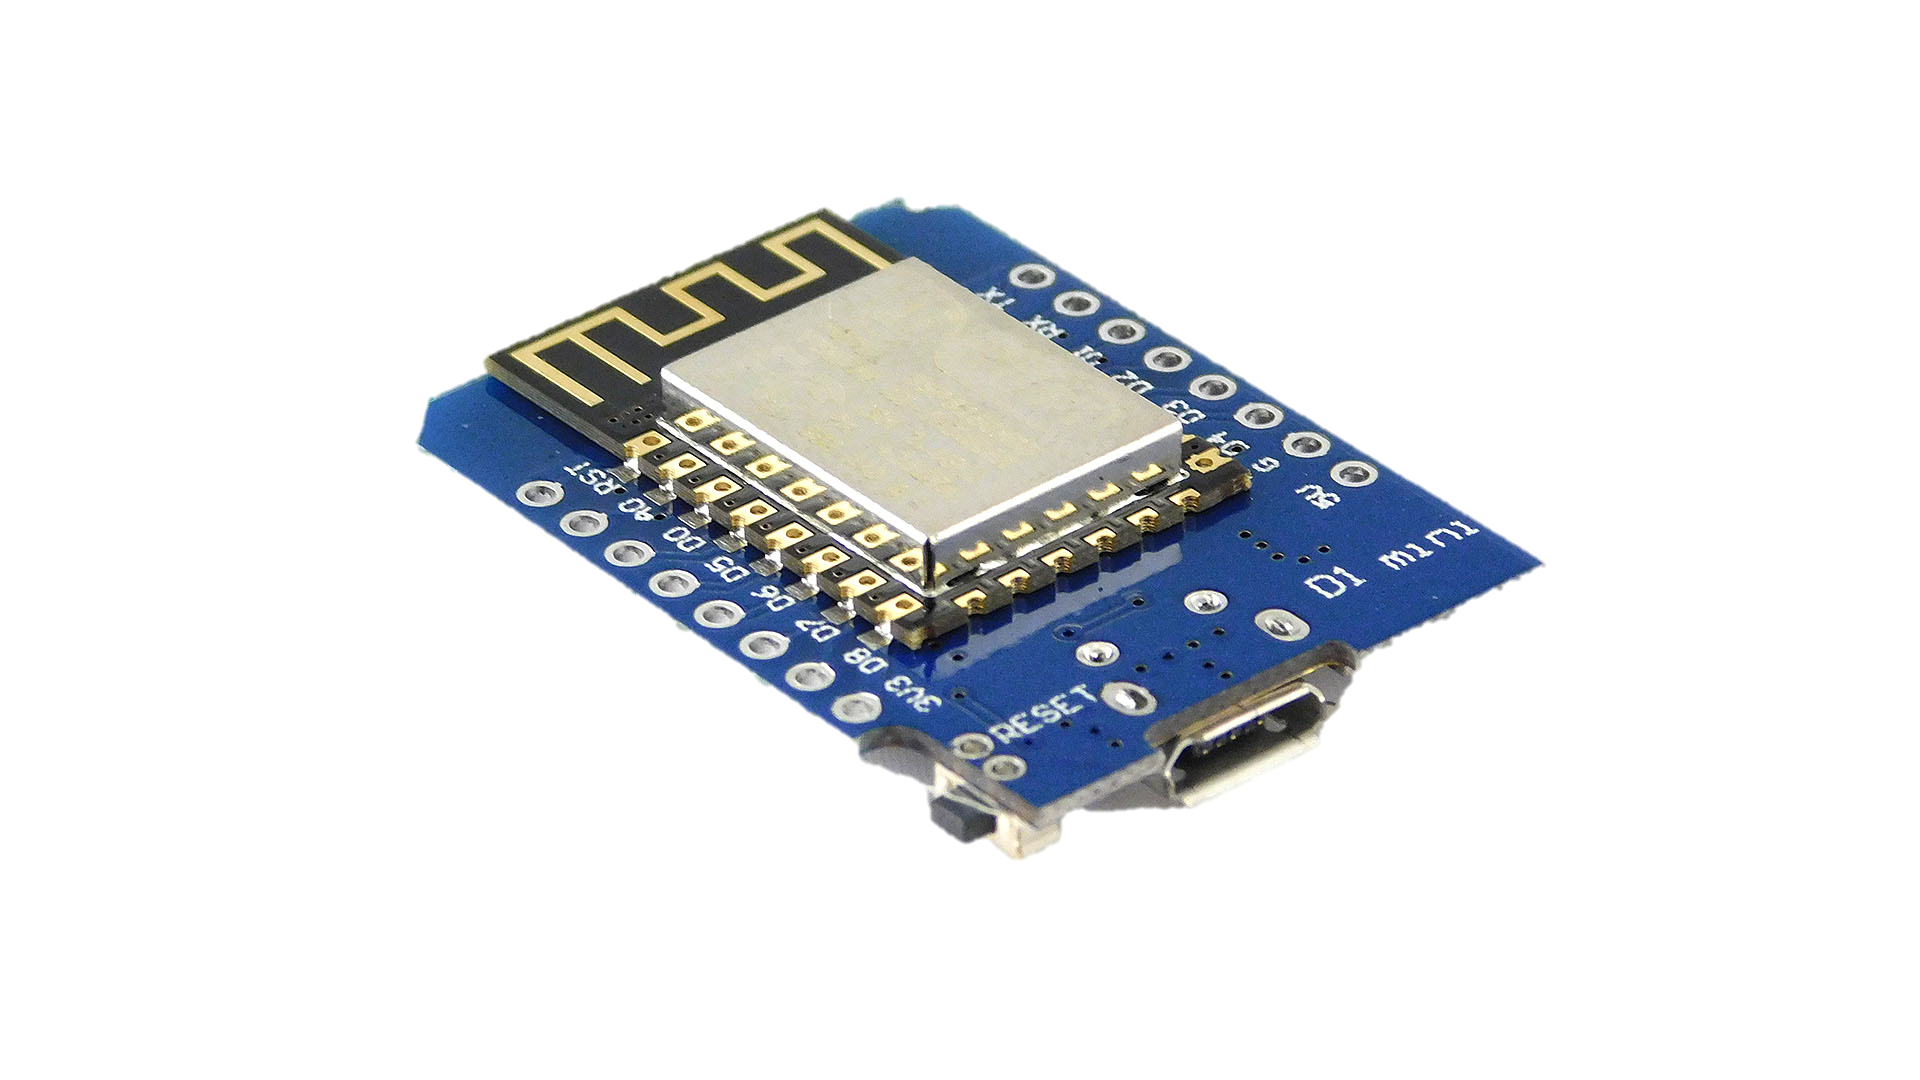 TX
RX
D1
D2
D3
D4
G
5V
RST
A0
D0
D5
D6
D7
D8
3V3
RESET
D1 mini